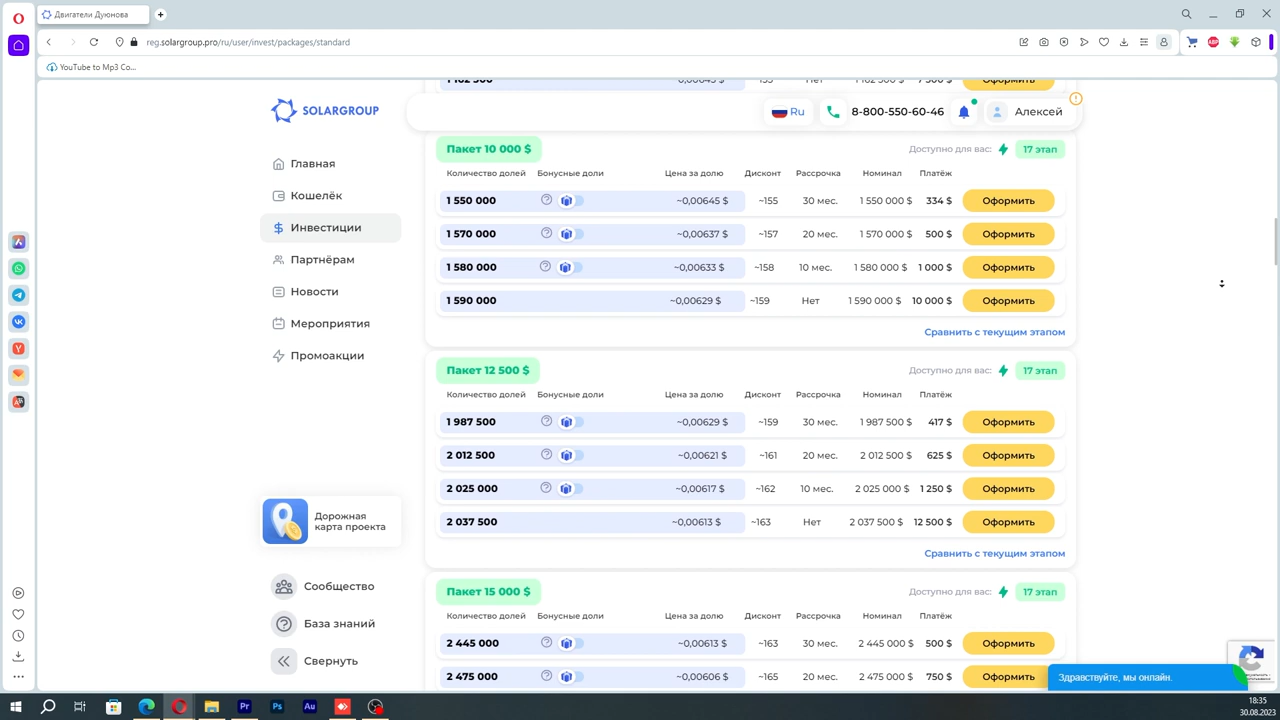 Двигатели Дуюнова
reg.solargroup.pro/ru/user/invest/packages/standard
ABP
YouTube to Mp3 Co...
SOLARGROUP
Ru
8-800-550-60-46
Алексей
Главная
Кошелёк
Инвестиции
Партнёрам
Новости
Мероприятия
Промоакции
Дорожная
карта проекта
Сообщество
База знаний
Свернуть
Пакет 10 000 $ Доступно для вас: 17 этап
Количество долей Бонусные доли Цена за долю Дисконт Рассрочка Номинал Платёж
1 550 000 ~0,00645 $ ~155 30 мес. 1 550 000 $ 334 $ Оформить
1 570 000 ~0,00637 $ ~157 20 мес. 1 570 000 $ 500 $ Оформить
1 580 000 ~0,00633 $ ~158 10 мес. 1 580 000 $ 1 000 $ Оформить
1 590 000 ~0,00629 $ ~159 Нет 1 590 000 $ 10 000 $ Оформить
Сравнить с текущим этапом
Пакет 12 500 $ Доступно для вас: 17 этап
Количество долей Бонусные доли Цена за долю Дисконт Рассрочка Номинал Платёж
1 987 500 ~0,00629 $ ~159 30 мес. 1 987 500 $ 417 $ Оформить
2 012 500 ~0,00621 $ ~161 20 мес. 2 012 500 $ 625 $ Оформить
2 025 000 ~0,00617 $ ~162 10 мес. 2 025 000 $ 1 250 $ Оформить
2 037 500 ~0,00613 $ ~163 Нет 2 037 500 $ 12 500 $ Оформить
Сравнить с текущим этапом
Пакет 15 000 $ Доступно для вас: 17 этап
Количество долей Бонусные доли Цена за долю Дисконт Рассрочка Номинал Платёж
2 445 000 ~0,00613 $ ~163 30 мес. 2 445 000 $ 500 $ Оформить
2 475 000 ~0,00606 $ ~165 20 мес. 2 475 000 $ 750 $ Оформить
Здравствуйте, мы онлайн.
Pr
Ps
Au
18:35
30.08.2023